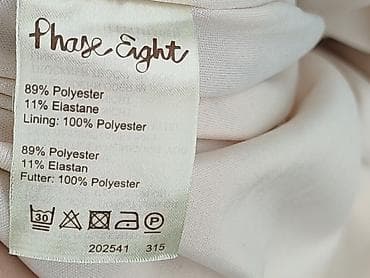 Phase Eight
89% Polyester
11% Elastane
Lining: 100% Polyester
89% Polyester
11% Elastan
Futter: 100% Polyester
30 P
202541 315